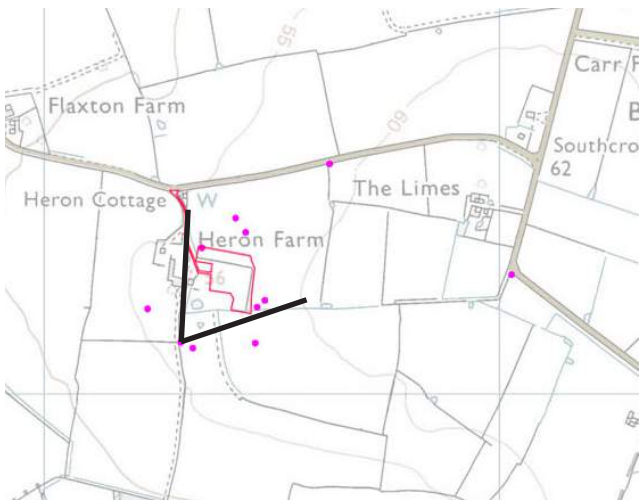 55
Carr F
Flaxton Farm
B
60
Southcro
62
The Limes
Heron Cottage
W
Heron Farm